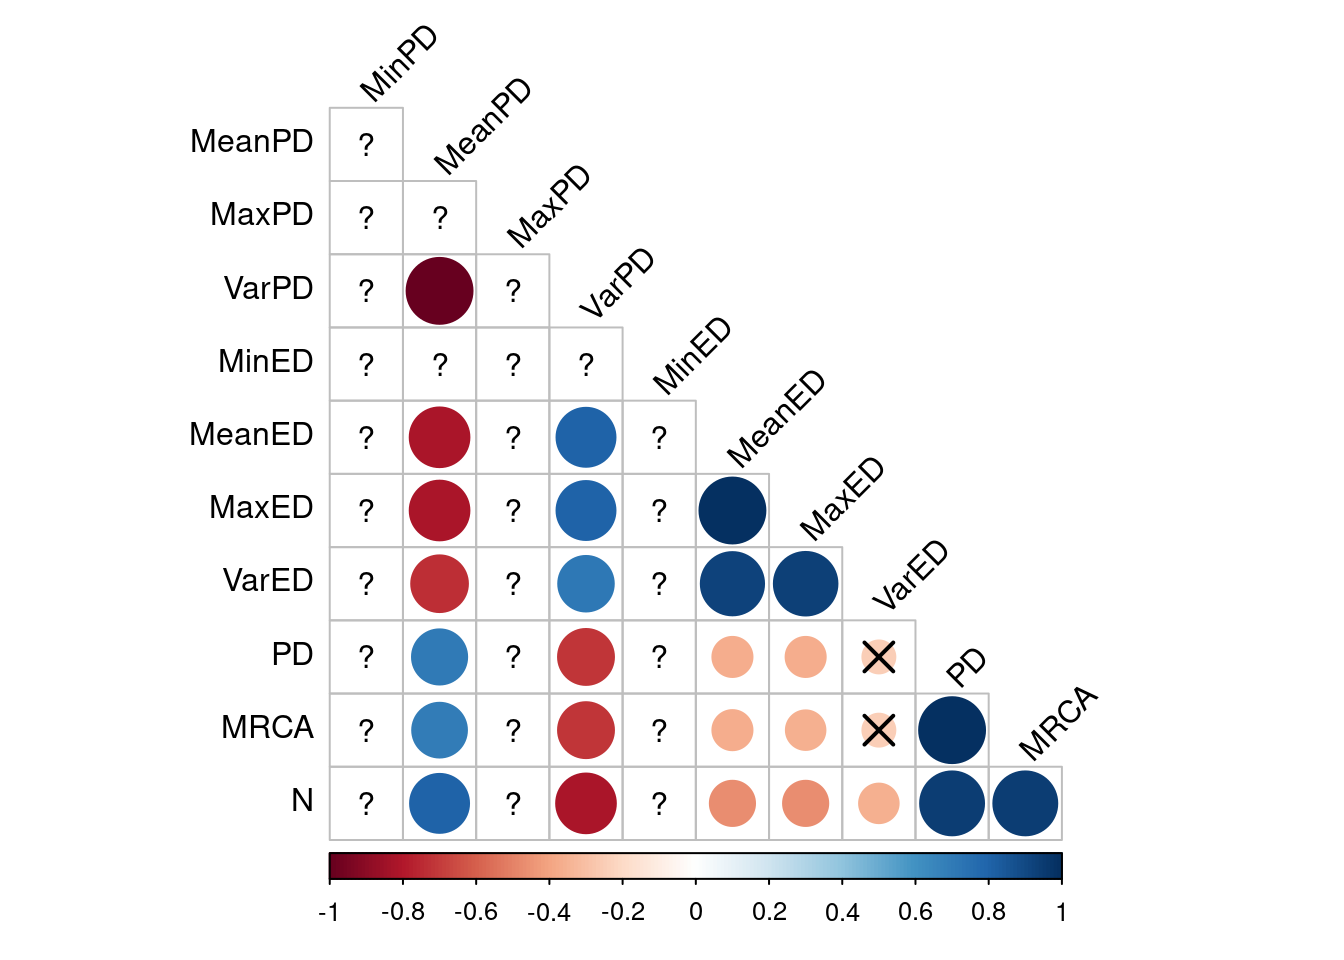 MinPD
MeanPD ?
MeanPD
MaxPD ? ?
MaxPD
VarPD ? ?
VarPD
MinED ? ? ? ?
MinED
MeanED ? ? ?
MeanED
MaxED ? ? ?
MaxED
VarED ? ? ?
VarED
PD ? ? ?
PD
MRCA ? ? ?
MRCA
N ? ? ?
-1 -0.8 -0.6 -0.4 -0.2 0 0.2 0.4 0.6 0.8 1